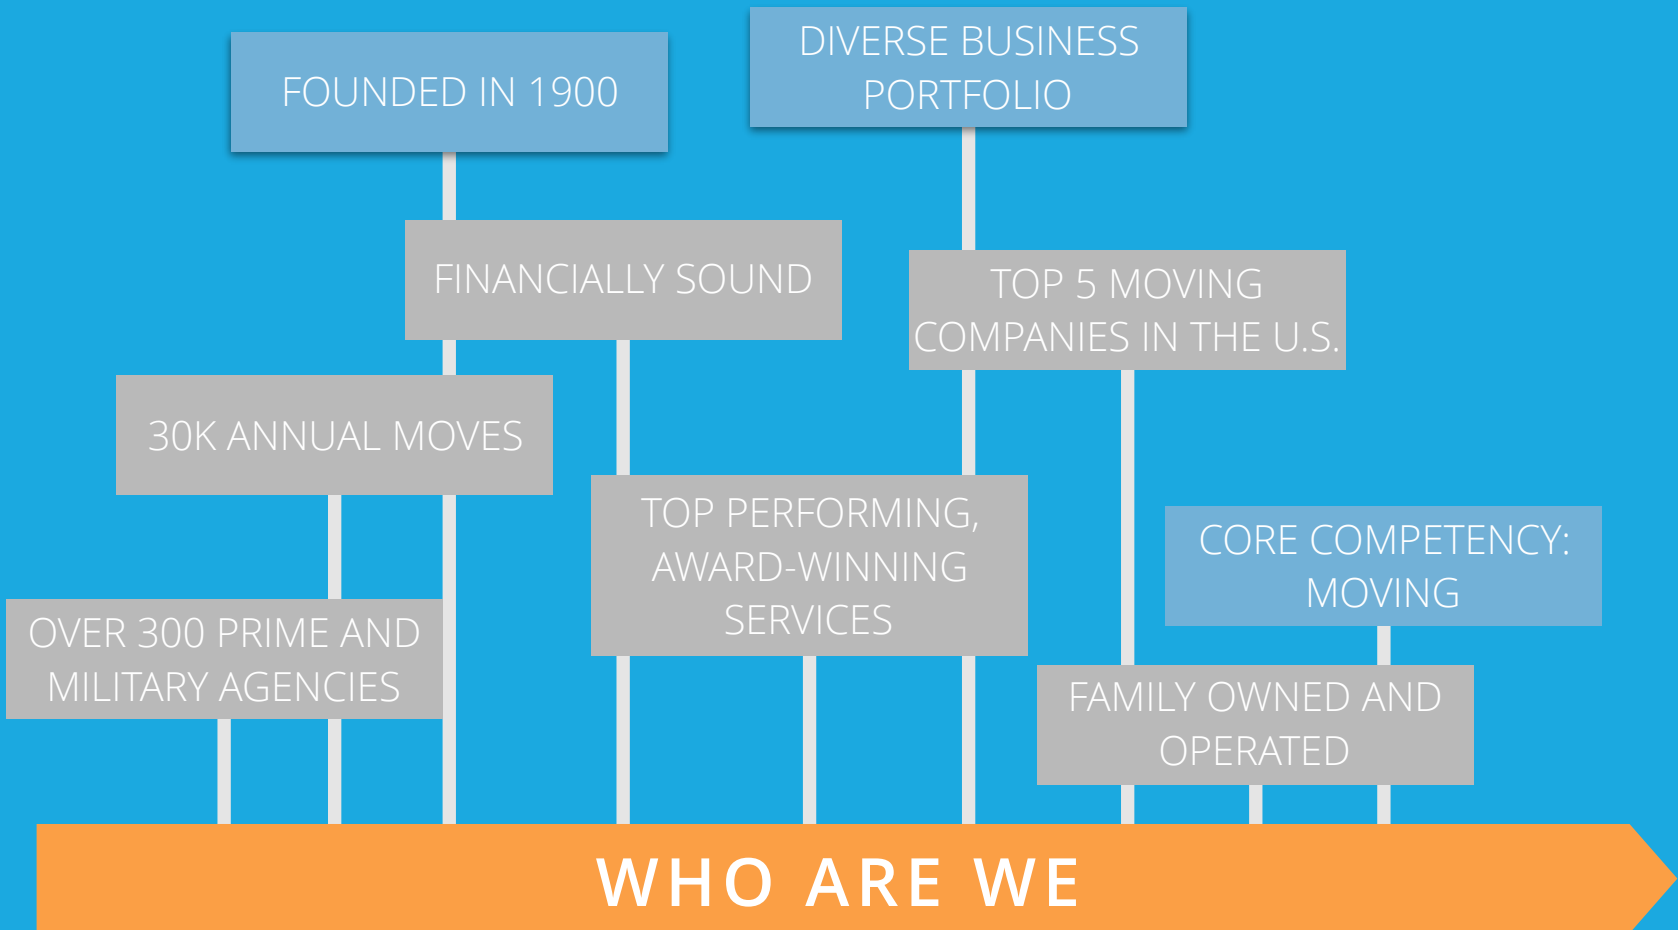 DIVERSE BUSINESS
PORTFOLIO
FOUNDED IN 1900
FINANCIALLY SOUND
TOP 5 MOVING
COMPANIES IN THE U.S.
30K ANNUAL MOVES
TOP PERFORMING,
AWARD-WINNING
SERVICES
CORE COMPETENCY:
MOVING
OVER 300 PRIME AND
MILITARY AGENCIES
FAMILY OWNED AND
OPERATED
WHO ARE WE